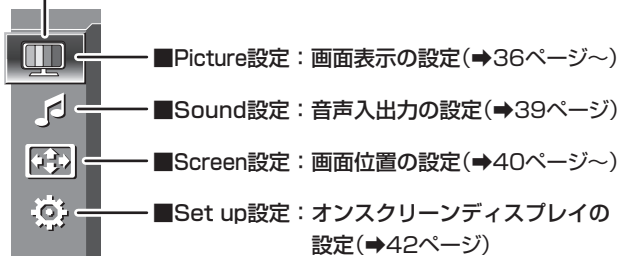 ■Picture設定：画面表示の設定(➡36ページ～)
■Sound設定：音声入出力の設定(➡39ページ)
■Screen設定：画面位置の設定(➡40ページ～)
■Set up設定：オンスクリーンディスプレイの
設定(➡42ページ)